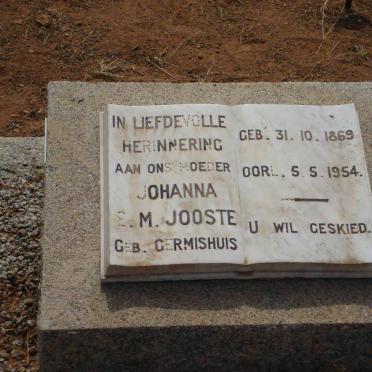 IN LIEFDEVOLLE
HERINNERING
AAN ONS MOEDER
JOHANNA
M. JOOSTE
GEB. GERMISHUIS
GEB. 31. 10. 1869
OORL. 5. 5. 1954.
U WIL GESKIED.